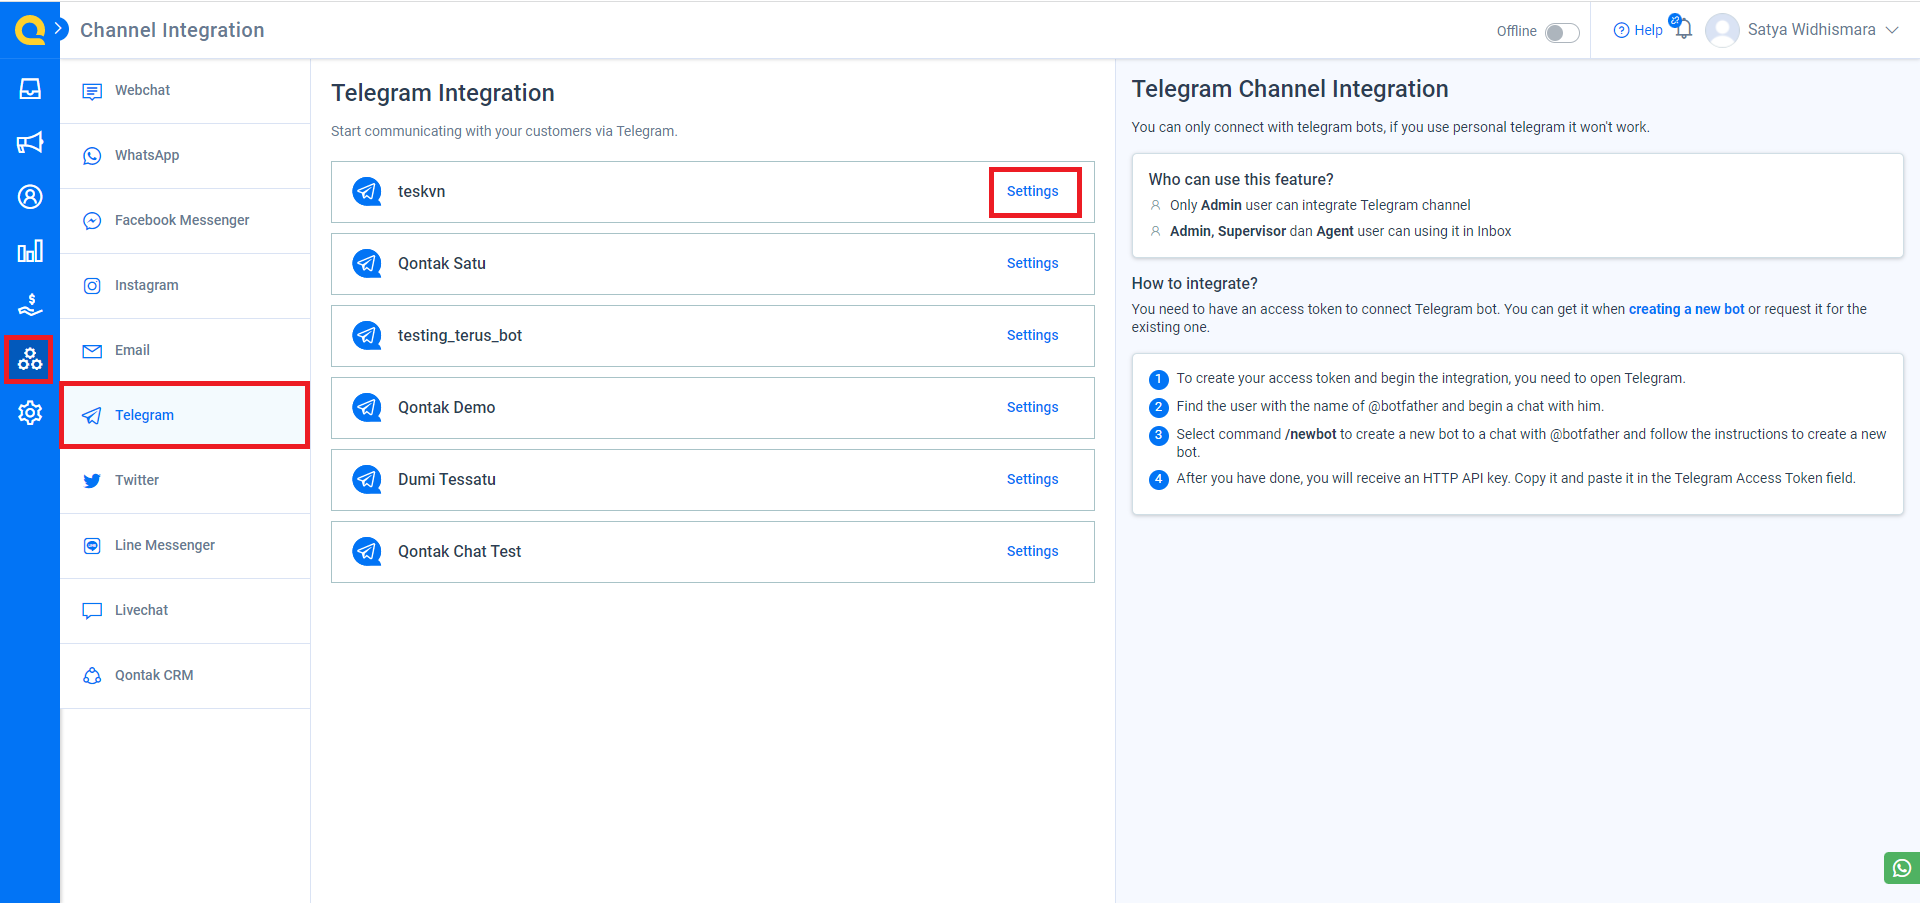 Channel Integration
Offline
Help
Satya Widhismara
Webchat
WhatsApp
Facebook Messenger
Instagram
Email
Telegram
Twitter
Line Messenger
Livechat
Qontak CRM
Telegram Integration
Start communicating with your customers via Telegram.
teskvn
Settings
Qontak Satu
Settings
testing_terus_bot
Settings
Qontak Demo
Settings
Dumi Tessatu
Settings
Qontak Chat Test
Settings
Telegram Channel Integration
You can only connect with telegram bots, if you use personal telegram it won't work.
Who can use this feature?
Only Admin user can integrate Telegram channel
Admin, Supervisor dan Agent user can using it in Inbox
How to integrate?
You need to have an access token to connect Telegram bot. You can get it when creating a new bot or request it for the
existing one.
1 To create your access token and begin the integration, you need to open Telegram.
2 Find the user with the name of @botfather and begin a chat with him.
3 Select command /newbot to create a new bot to a chat with @botfather and follow the instructions to create a new
bot.
4 After you have done, you will receive an HTTP API key. Copy it and paste it in the Telegram Access Token field.